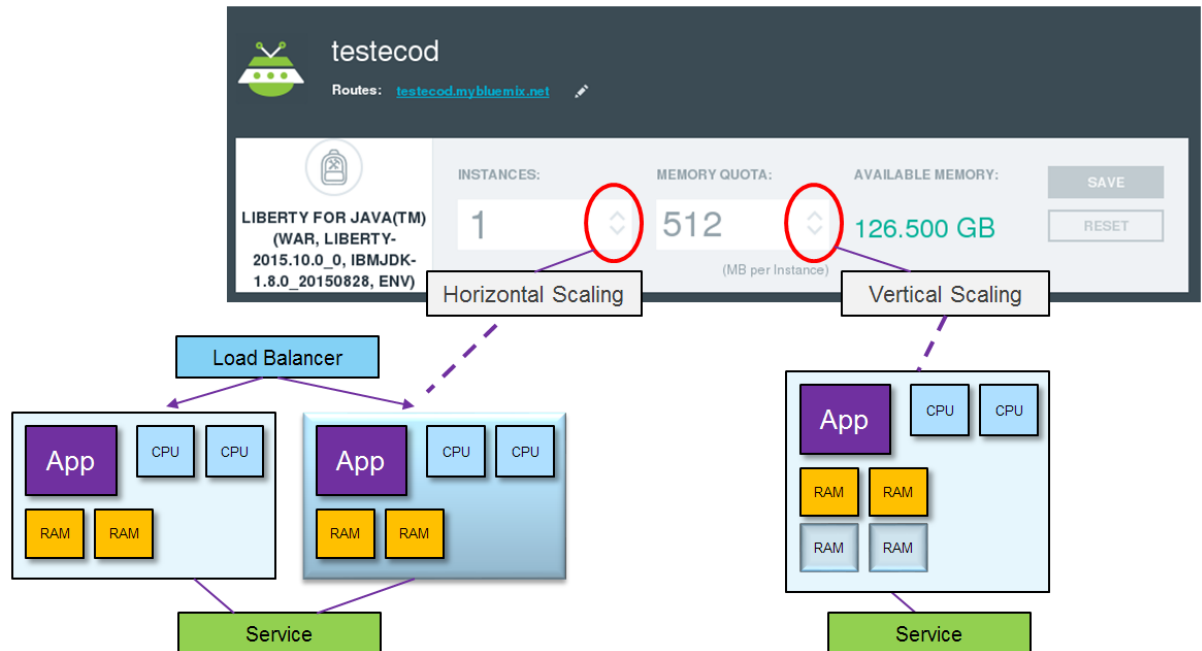 testecod
Routes: testecod.mybluemix.net
LIBERTY FOR JAVA(TM)
(WAR, LIBERTY-
2015.10.0_0, IBMJDK-
1.8.0_20150828, ENV)
INSTANCES:
1
MEMORY QUOTA:
512
(MB per Instance)
AVAILABLE MEMORY:
126.500 GB
SAVE
RESET
Horizontal Scaling
Vertical Scaling
Load Balancer
App
CPU
CPU
RAM
RAM
App
CPU
CPU
RAM
RAM
Service
App
CPU
CPU
RAM
RAM
RAM
RAM
Service